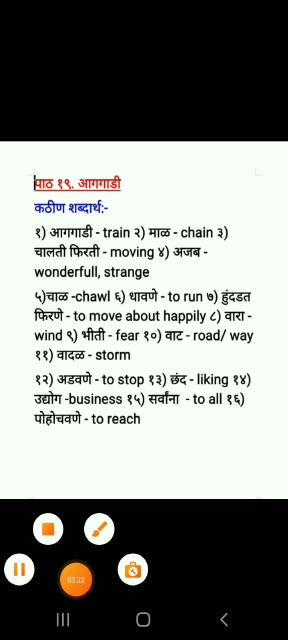 पाठ १९. आगगाडी
कठीण शब्दार्थ:-
१) आगगाडी - train २) माळ - chain ३)
चालती फिरती - moving ४) अजब -
wonderfull, strange
५)चाळ -chawl ६) धावणे - to run ७) हुंदडत
फिरणे - to move about happily ८) वारा -
wind ९) भीती - fear १०) वाट - road/ way
११) वादळ - storm
१२) अडवणे - to stop १३) छंद - liking १४)
उद्योग -business १५) सर्वांना - to all १६)
पोहोचवणे - to reach
03:22